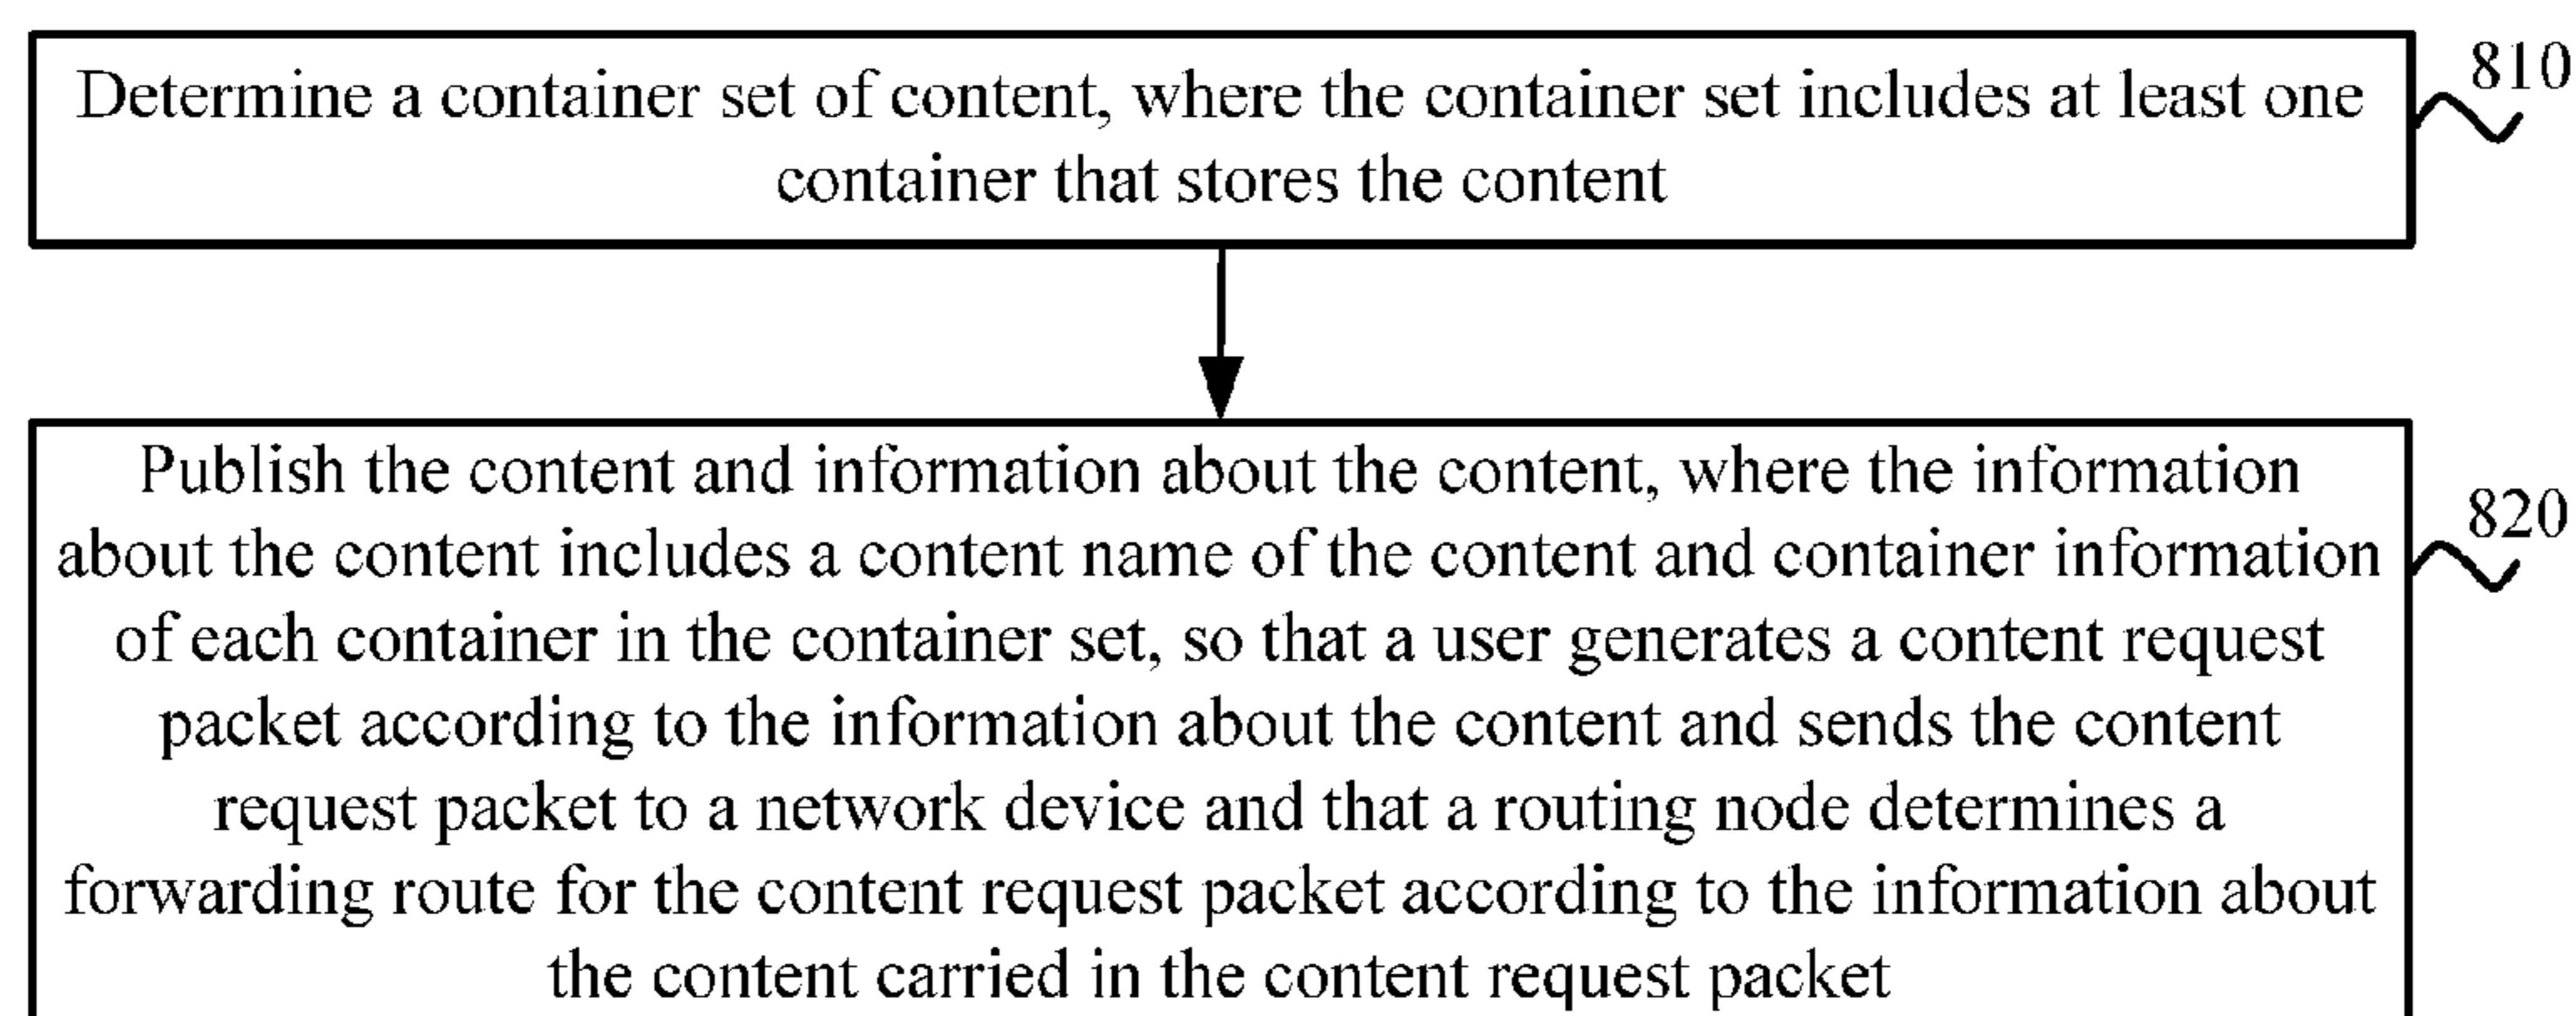 Determine a container set of content, where the container set includes at least one
container that stores the content
810
Publish the content and information about the content, where the information
about the content includes a content name of the content and container information
of each container in the container set, so that a user generates a content request
packet according to the information about the content and sends the content
request packet to a network device and that a routing node determines a
forwarding route for the content request packet according to the information about
the content carried in the content request packet
820